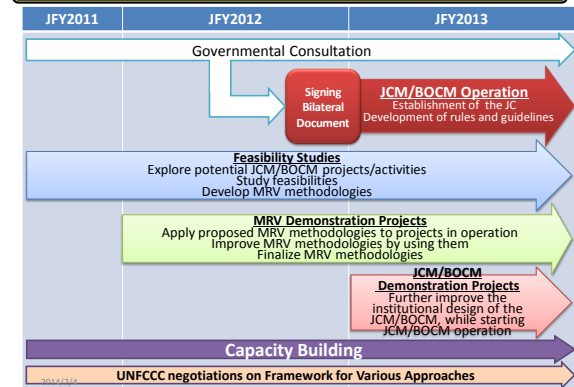 JFY2011 JFY2012 JFY2013
Governmental Consultation
Signing
Bilateral
Document
JCM/BOCM Operation
Establishment of the JC
Development of rules and guidelines
Feasibility Studies
Explore potential JCM/BOCM projects/activities
Study feasibilities
Develop MRV methodologies
MRV Demonstration Projects
Apply proposed MRV methodologies to projects in operation
Improve MRV methodologies by using them
Finalize MRV methodologies
JCM/BOCM
Demonstration Projects
Further improve the
institutional design of the
JCM/BOCM, while starting
JCM/BOCM operation
Capacity Building
UNFCCC negotiations on Framework for Various Approaches
2014/2/4